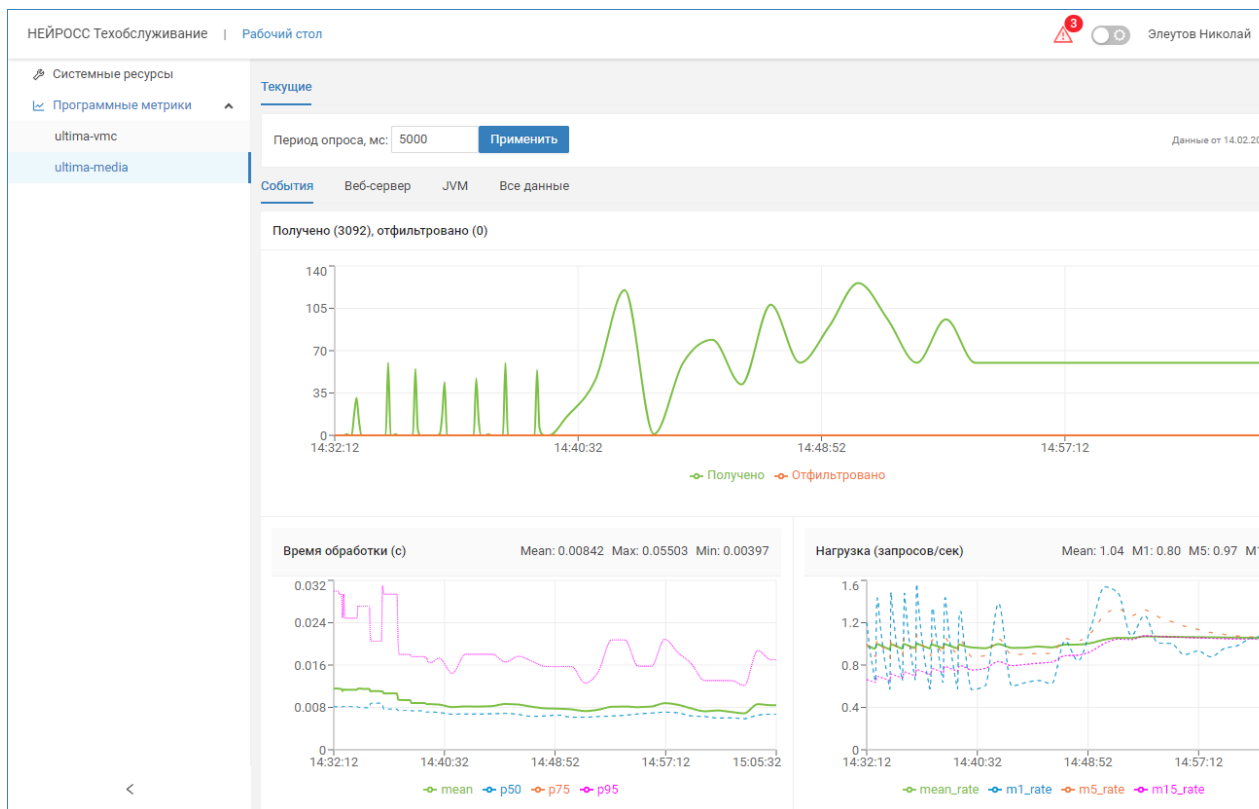 НЕЙРОСС Техобслуживание | Рабочий стол
3
Элеутов Николай
Системные ресурсы
Программные метрики
ultima-vmc
ultima-media
Текущие
Период опроса, мс: 5000 Применить
Данные от 14.02.20
События Веб-сервер JVM Все данные
Получено (3092), отфильтровано (0)
140
105
70
35
0
14:32:12 14:40:32 14:48:52 14:57:12
Получено Отфильтровано
Время обработки (с) Mean: 0.00842 Max: 0.05503 Min: 0.00397
0.032
0.024
0.016
0.008
0
14:32:12 14:40:32 14:48:52 14:57:12 15:05:32
mean p50 p75 p95
Нагрузка (запросов/сек) Mean: 1.04 M1: 0.80 M5: 0.97 M1
1.6
1.2
0.8
0.4
0
14:32:12 14:40:32 14:48:52 14:57:12
mean_rate m1_rate m5_rate m15_rate